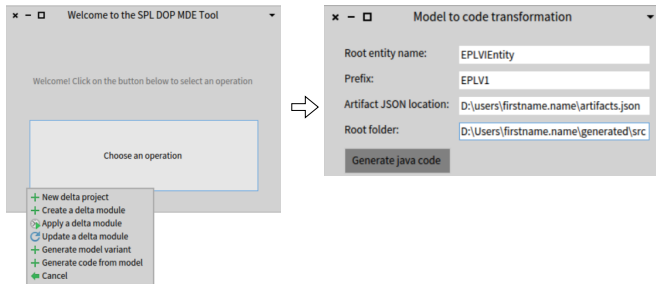 Welcome to the SPL DOP MDE Tool
Welcome! Click on the button below to select an operation
Choose an operation
New delta project
Create a delta module
Apply a delta module
Update a delta module
Generate model variant
Generate code from model
Cancel
Model to code transformation
Root entity name: EPLVIEntity
Prefix: EPLV1
Artifact JSON location: D:\users\firstname.name\artifacts.json
Root folder: D:\Users\firstname.name\generated\src
Generate java code